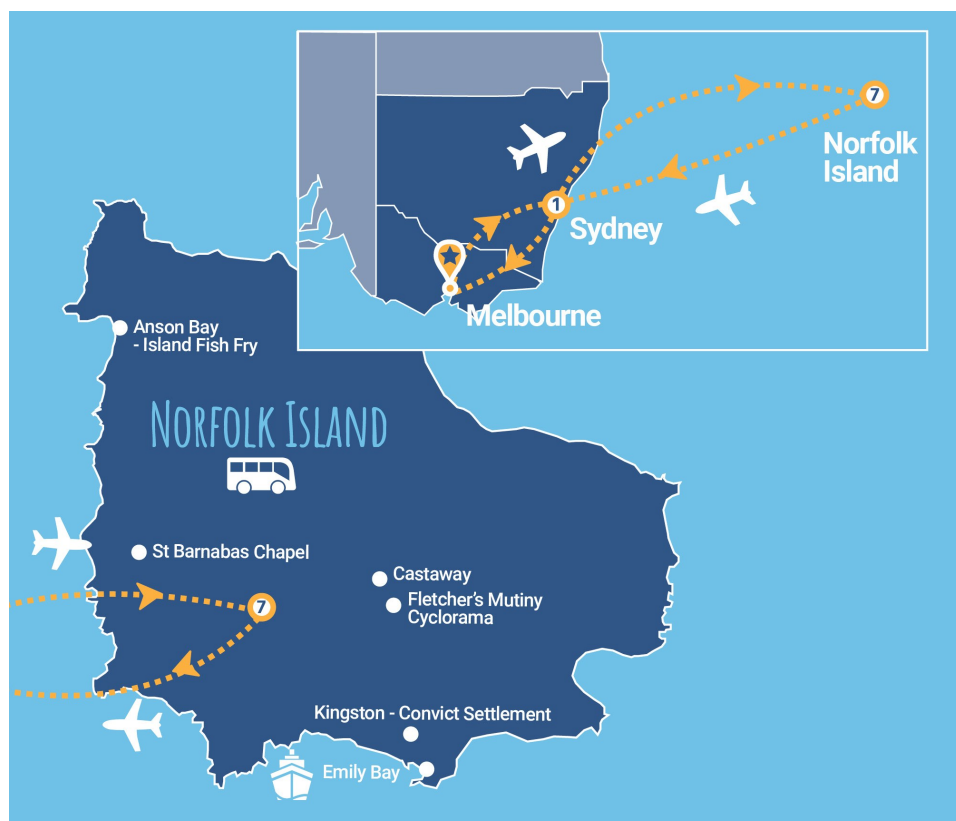 7
Norfolk
Island
1
Sydney
Melbourne
Anson Bay
- Island Fish Fry
NORFOLK ISLAND
St Barnabas Chapel
Castaway
7
Fletcher's Mutiny
Cyclorama
Kingston - Convict Settlement
Emily Bay